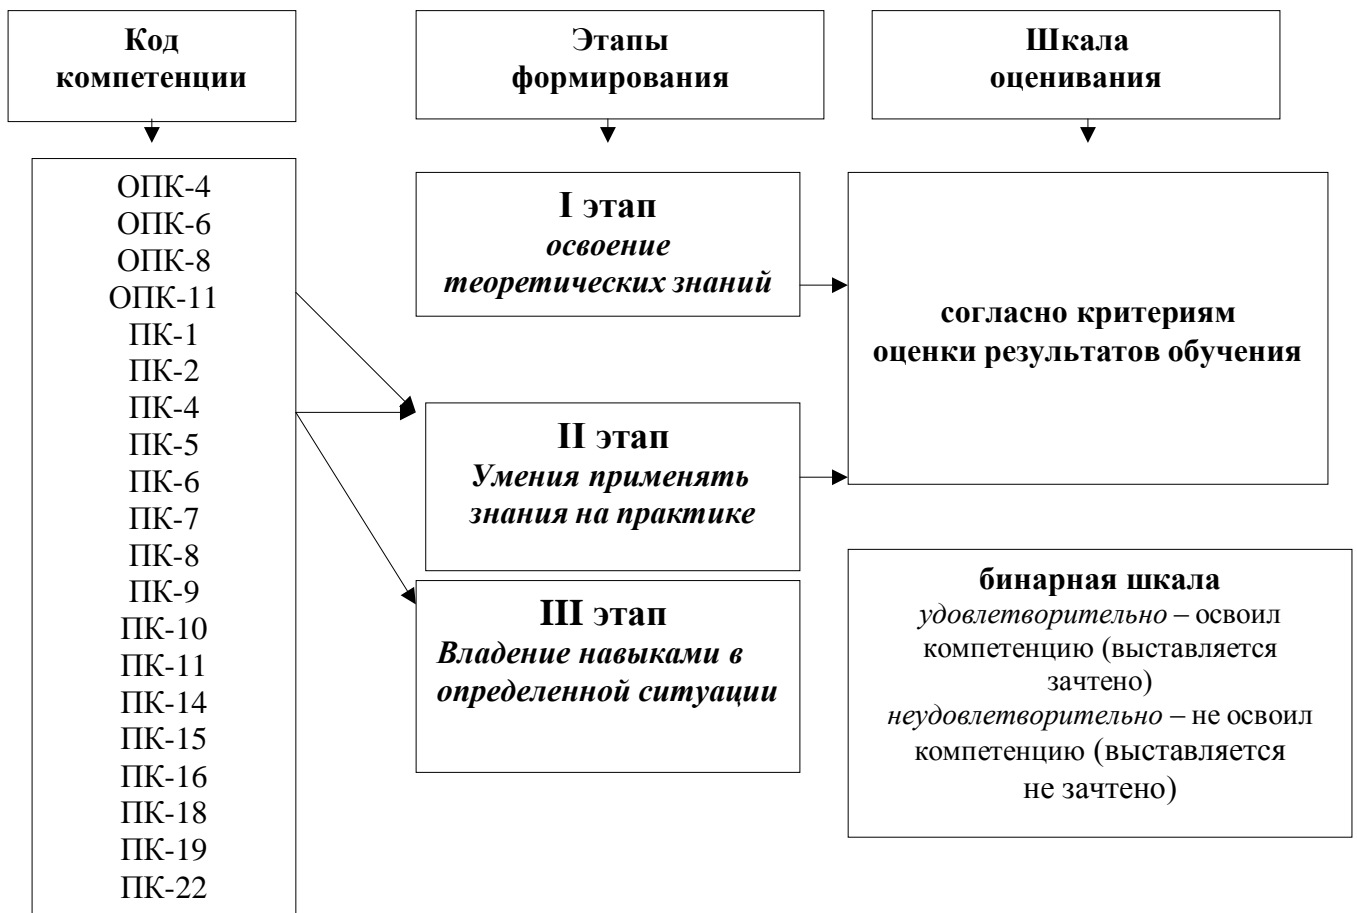 Код
компетенции
Этапы
формирования
Шкала
оценивания
ОПК-4
ОПК-6
ОПК-8
ОПК-11
ПК-1
ПК-2
ПК-4
ПК-5
ПК-6
ПК-7
ПК-8
ПК-9
ПК-10
ПК-11
ПК-14
ПК-15
ПК-16
ПК-18
ПК-19
ПК-22
I этап
освоение
теоретических знаний
II этап
Умения применять
знания на практике
III этап
Владение навыками в
определенной ситуации
согласно критериям
оценки результатов обучения
бинарная шкала
удовлетворительно – освоил
компетенцию (выставляется
зачтено)
неудовлетворительно – не освоил
компетенцию (выставляется
не зачтено)